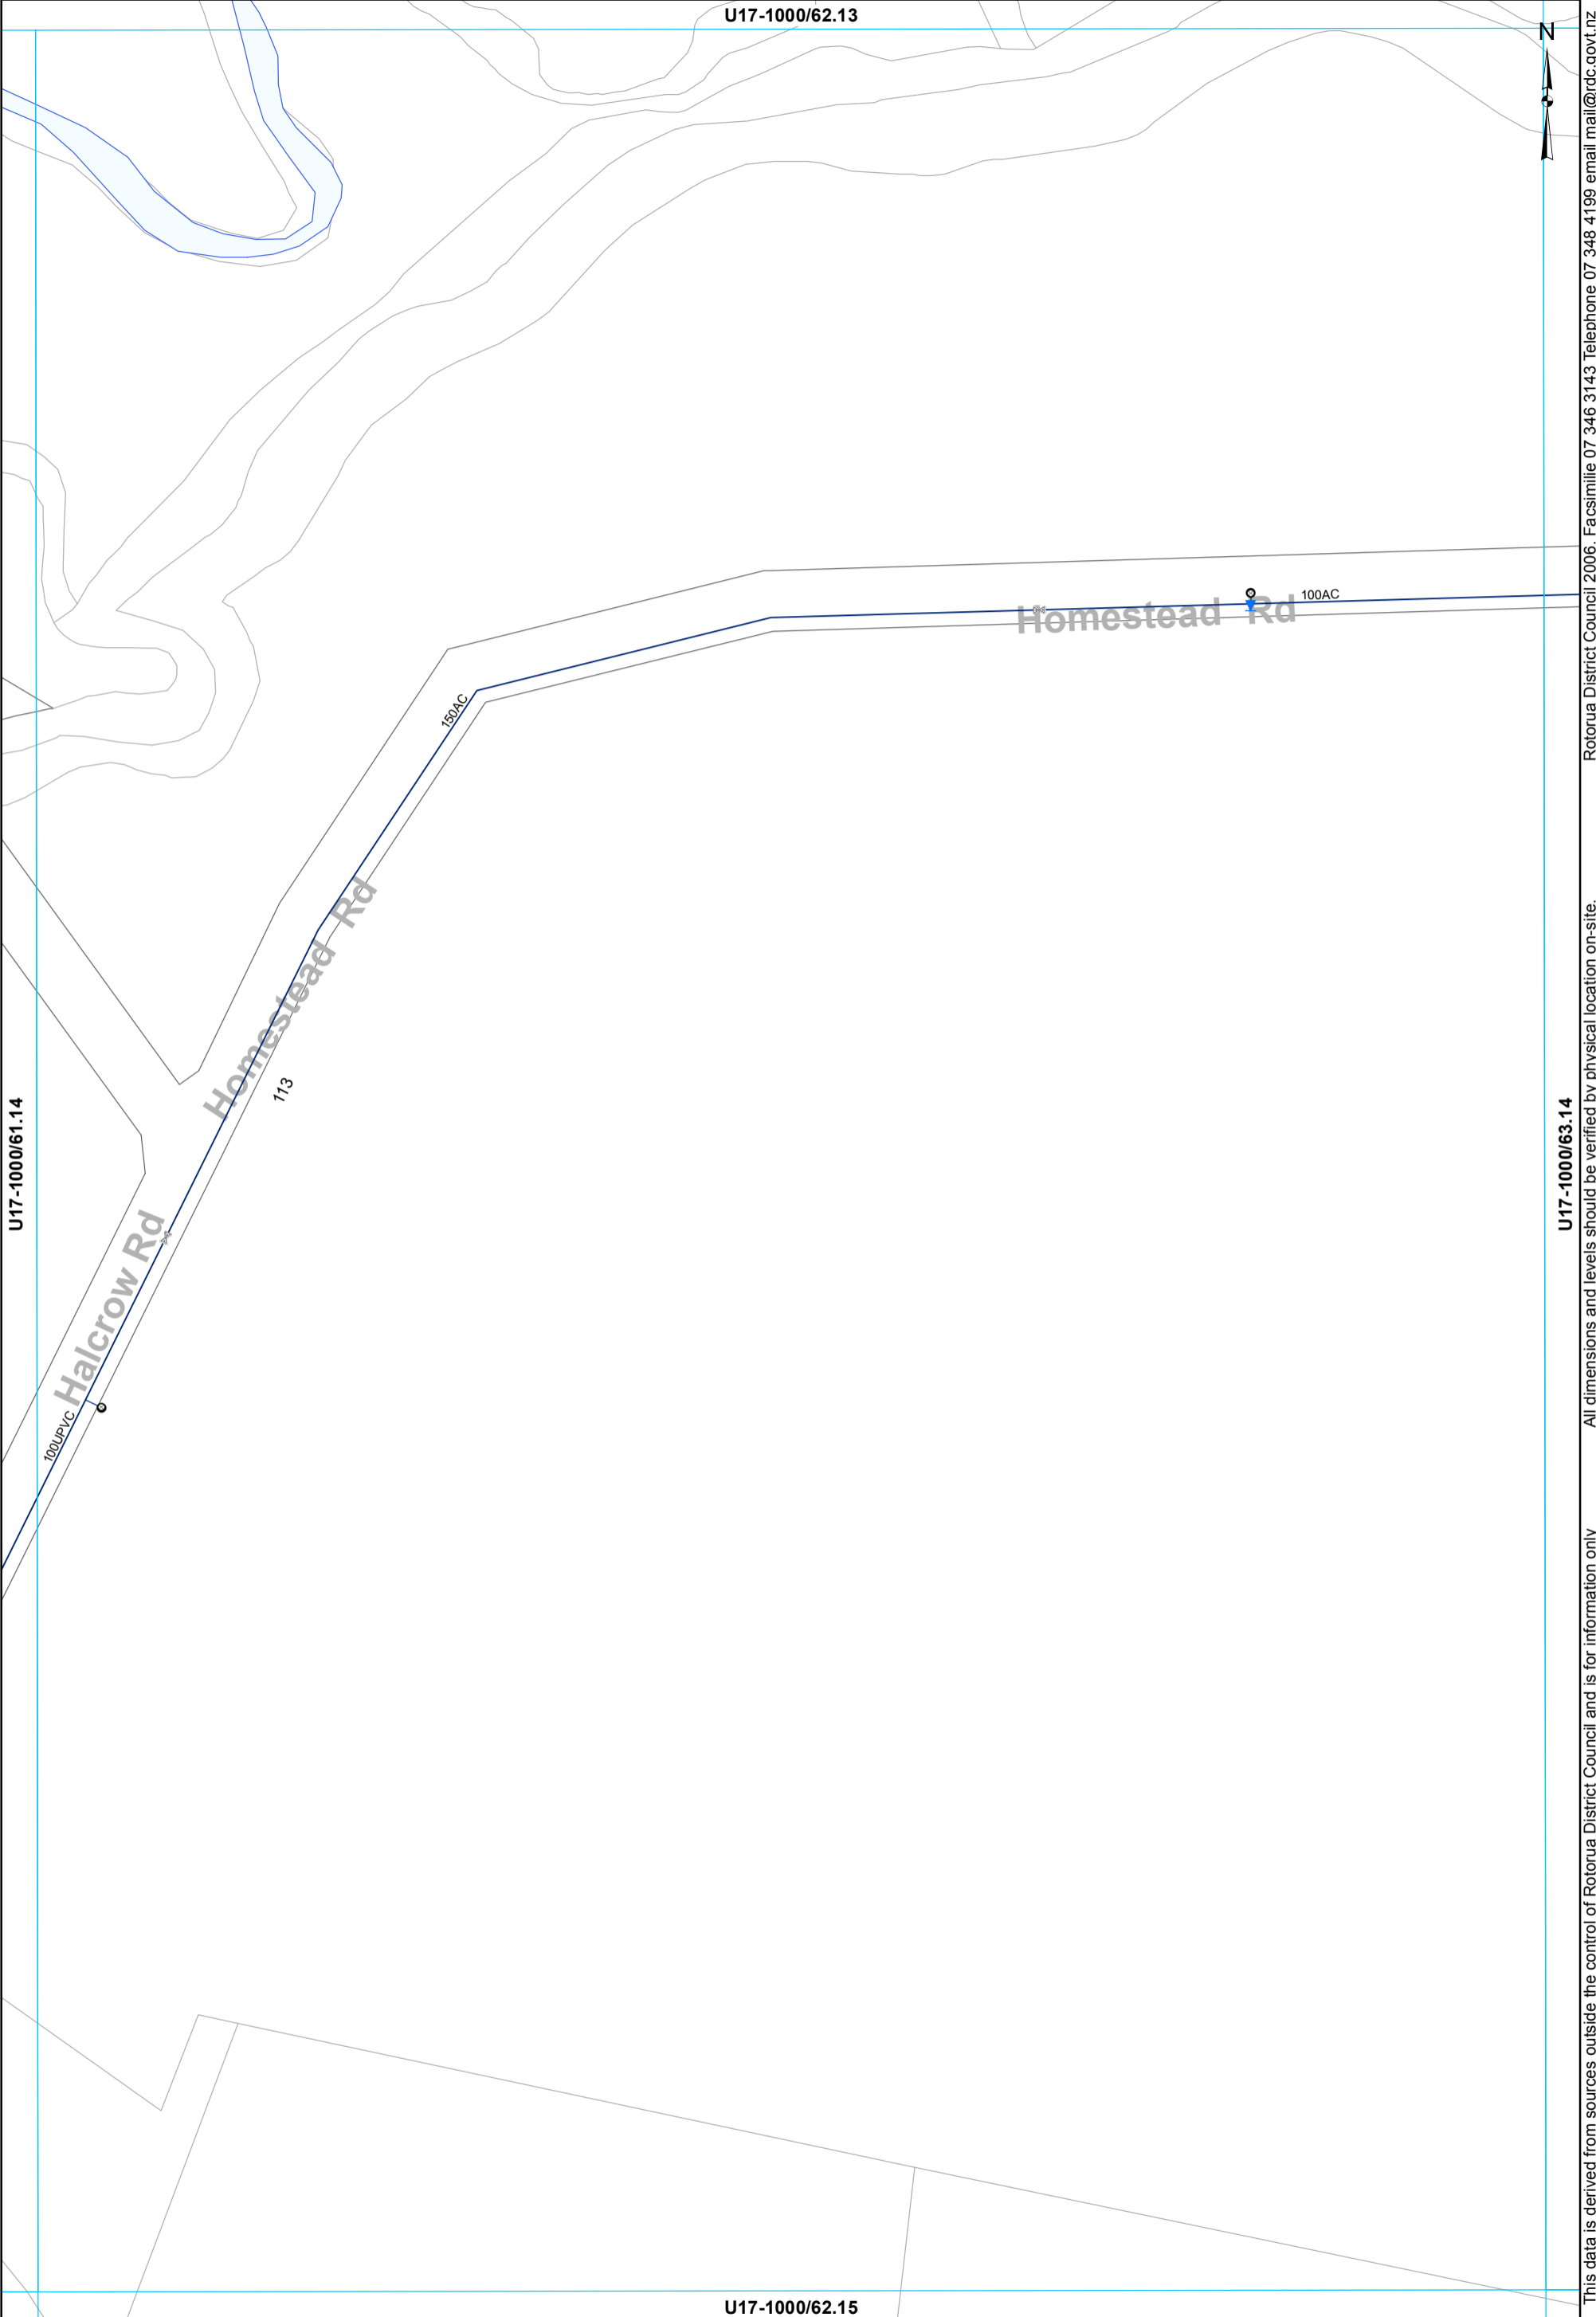 U17-1000/62.13
N
Homestead Rd
100AC
150AC
Homestead Rd
113
Halcrow Rd
100UPVC
U17-1000/61.14
U17-1000/63.14
U17-1000/62.15
This data is derived from sources outside the control of Rotorua District Council and is for information only
All dimensions and levels should be verified by physical location on-site.
Rotorua District Council 2006. Facsimilie 07 346 3143 Telephone 07 348 4199 email mail@rdc.govt.nz